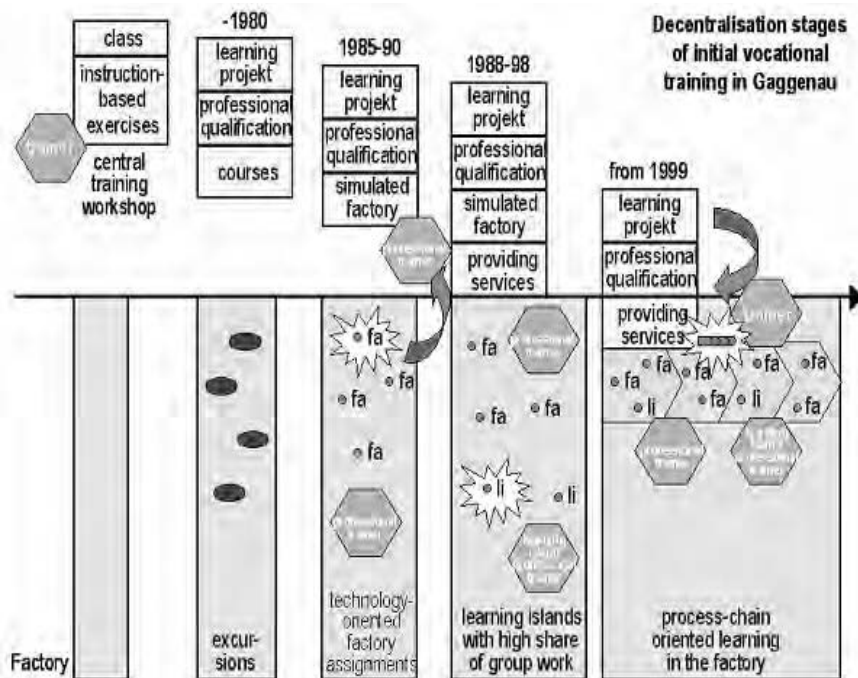 Decentralisation stages
of initial vocational
training in Gaggenau
class
instruction-
based
exercises
central
training
workshop
-1980
learning
projekt
professional
qualification
courses
1985-90
learning
projekt
professional
qualification
simulated
factory
1988-98
learning
projekt
professional
qualification
simulated
factory
providing
services
from 1999
learning
projekt
professional
qualification
providing
services
fa
fa
fa
fa
fa
fa
fa
li
fa
li
fa
fa
fa
li
fa
fa
Factory
excur-
sions
technology-
oriented
factory
assignments
learning islands
with high share
of group work
process-chain
oriented learning
in the factory